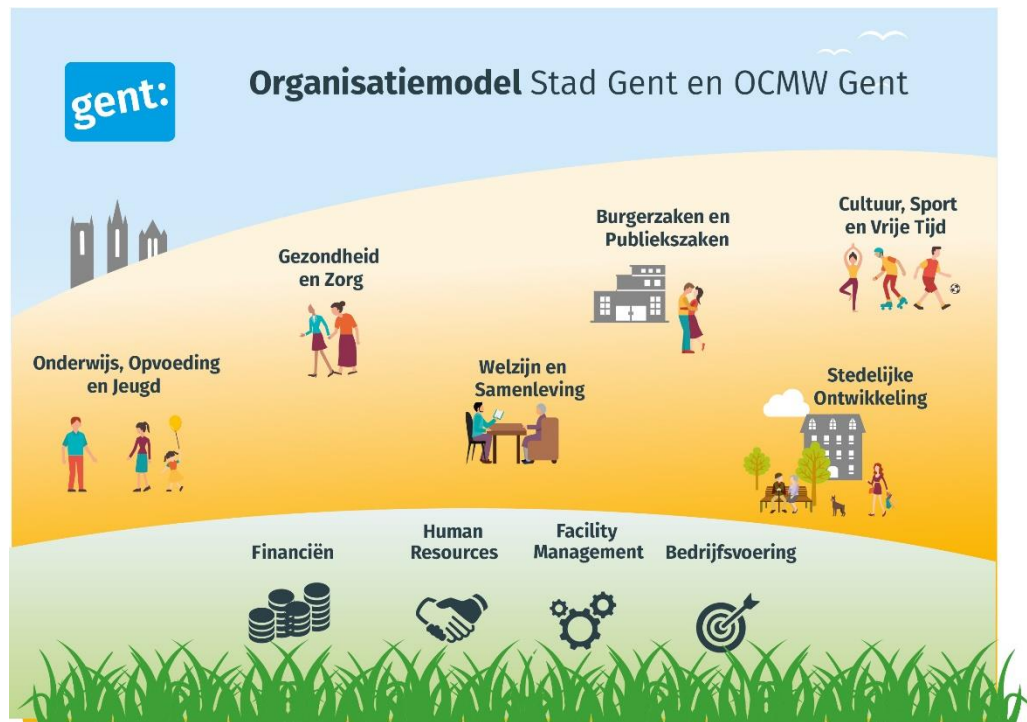 gent:
Organisatiemodel Stad Gent en OCMW Gent
Cultuur, Sport
en Vrije Tijd
Burgerzaken en
Publiekszaken
Gezondheid
en Zorg
Onderwijs, Opvoeding
en Jeugd
Welzijn en
Samenleving
Stedelijke
Ontwikkeling
Financiën
Human
Resources
Facility
Management
Bedrijfsvoering